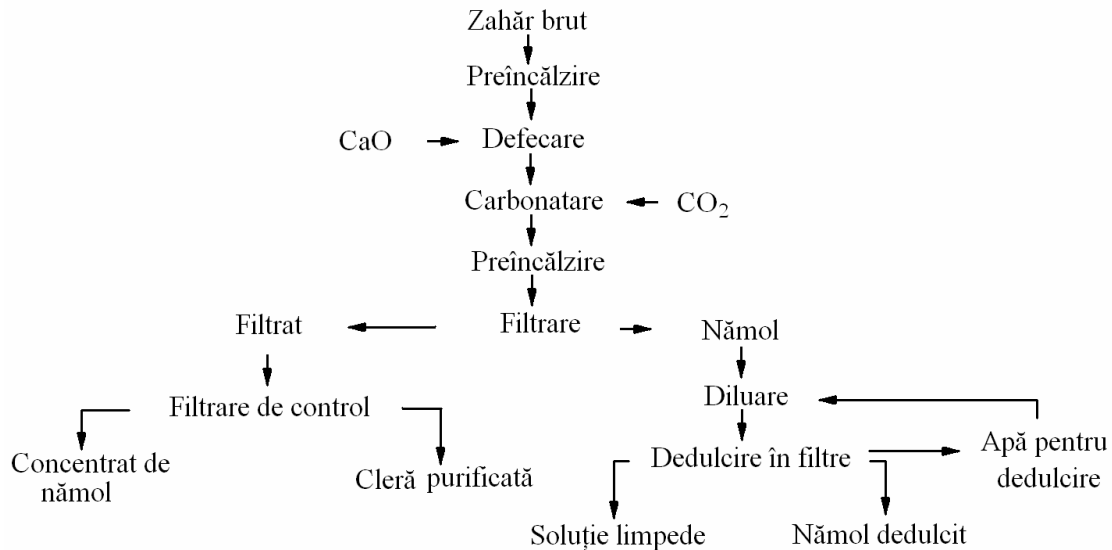 Zahăr brut
Preîncălzire
CaO
Defecare
Carbonatare
CO2
Preîncălzire
Filtrat
Filtrare
Nămol
Filtrare de control
Diluare
Concentrat de
nămol
Cleră purificată
Dedulcire în filtre
Apă pentru
dedulcire
Soluție limpede
Nămol dedulcit